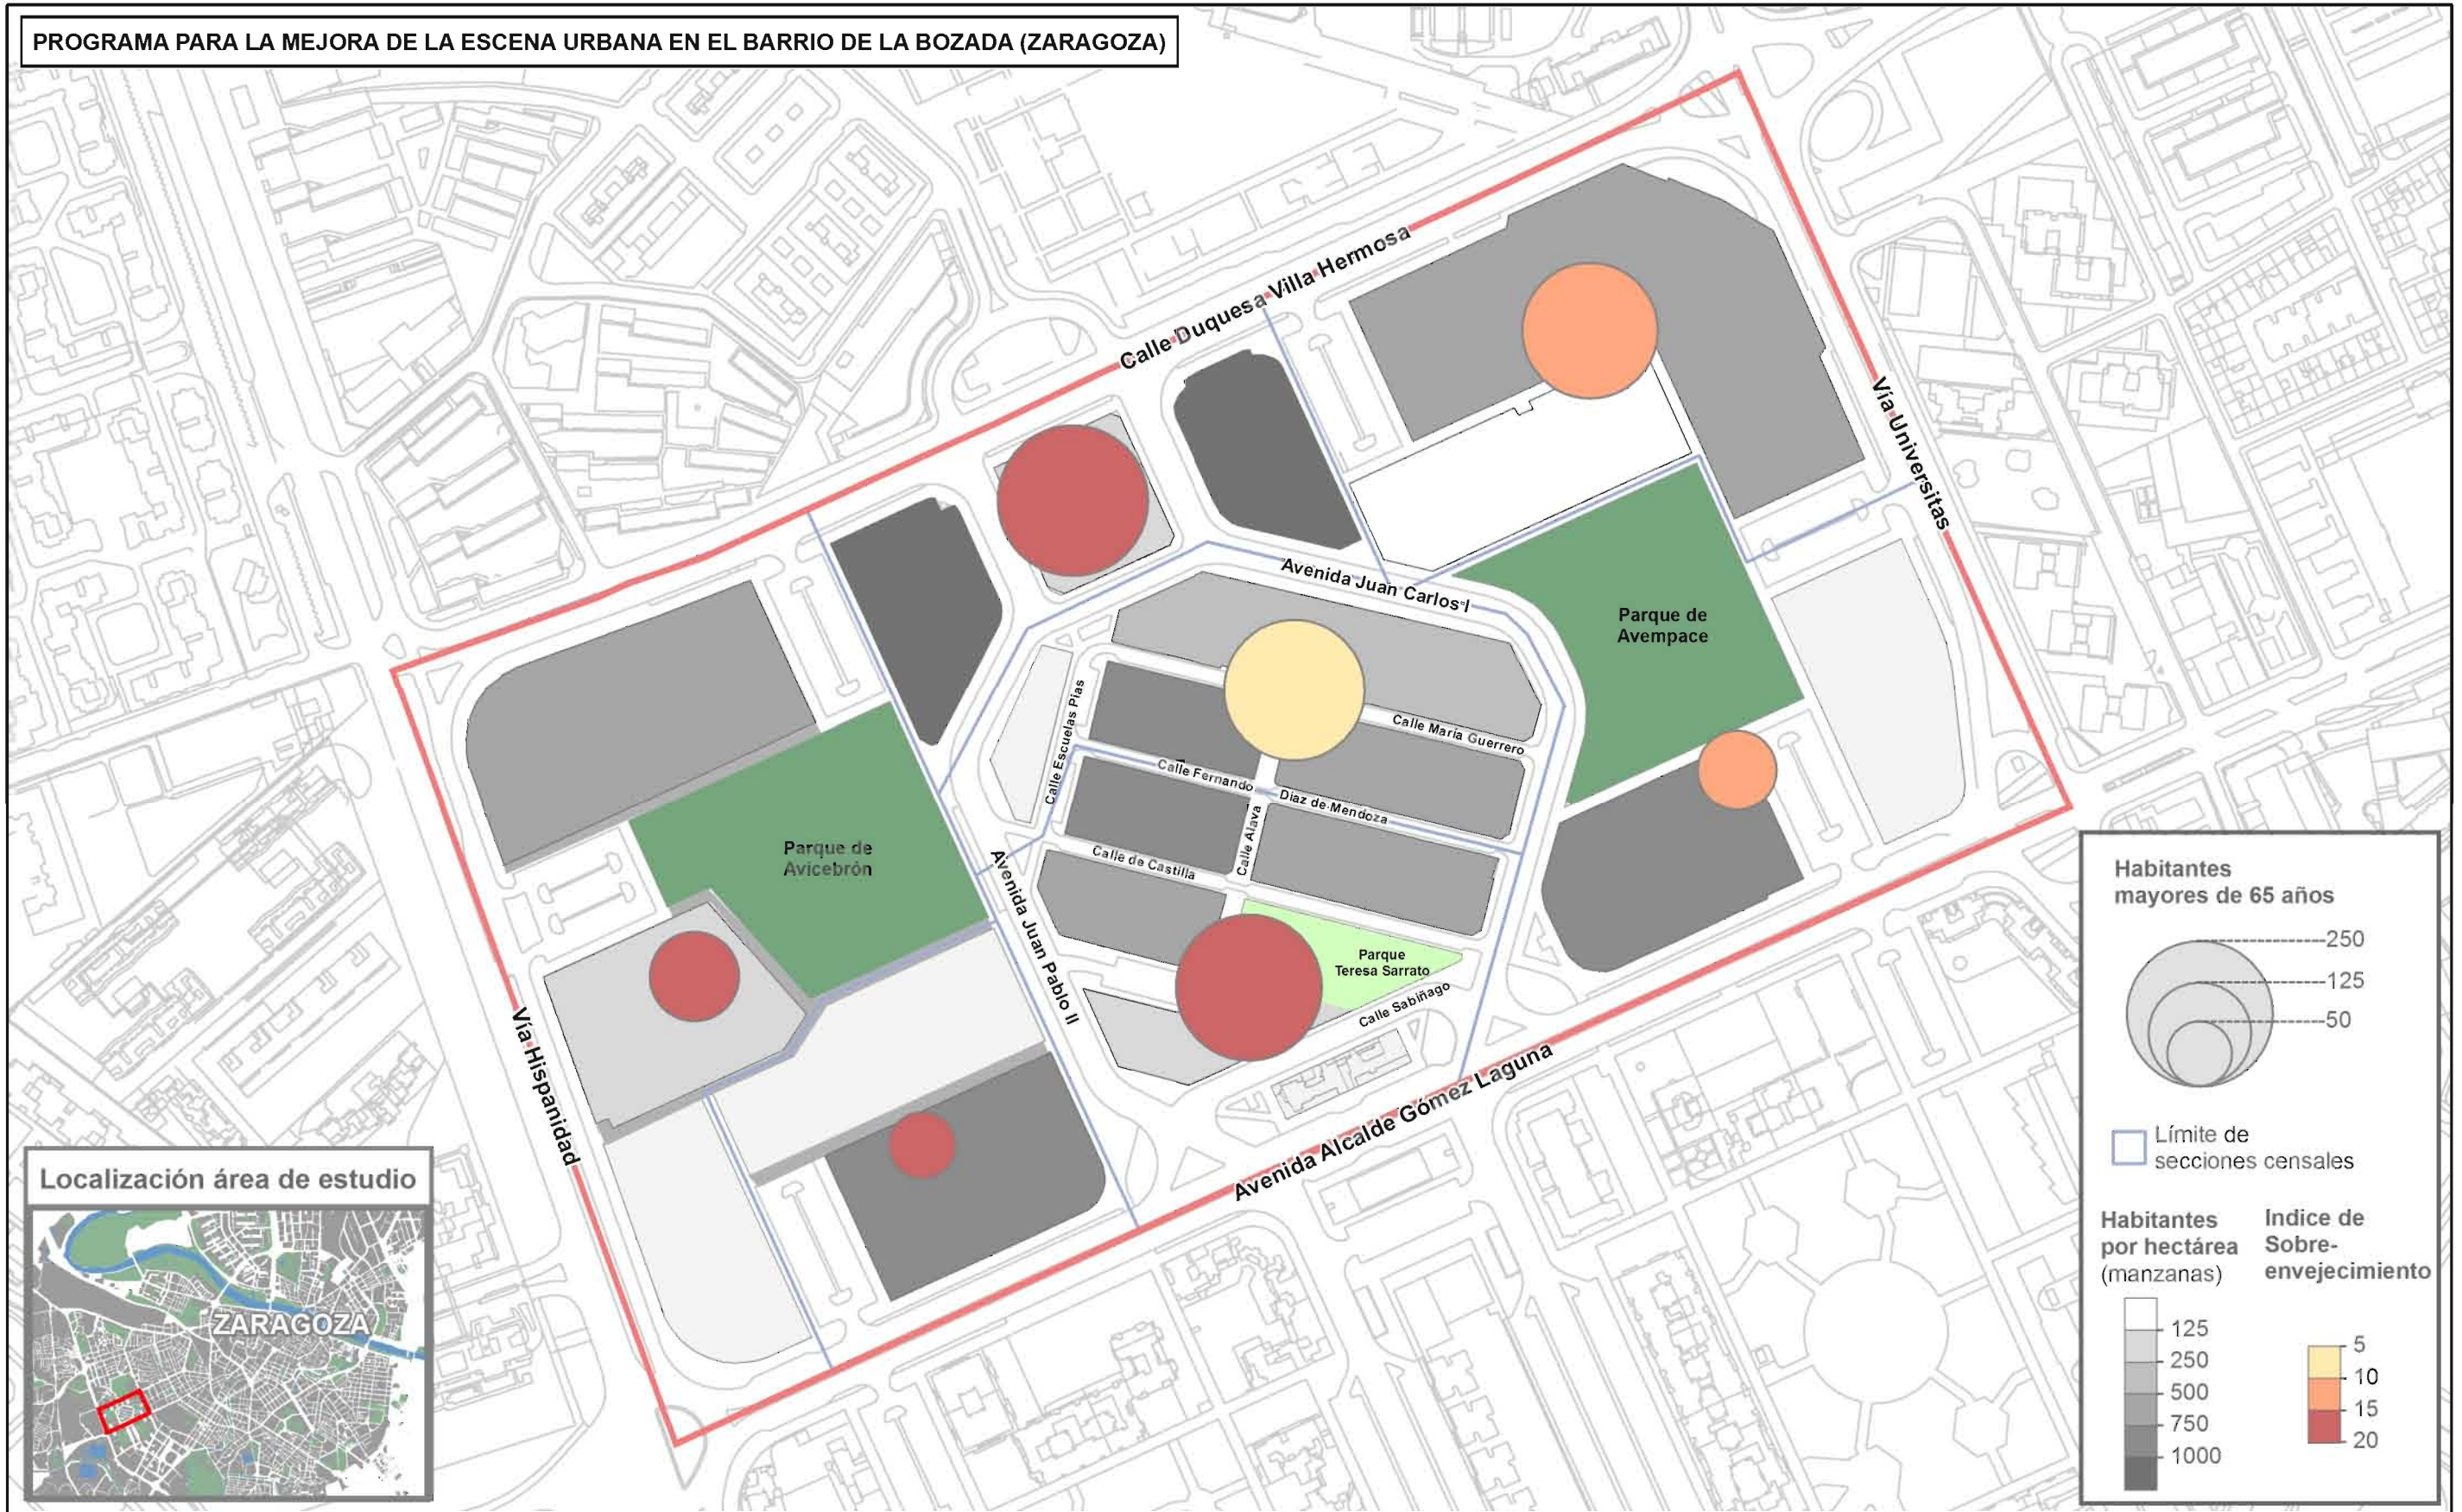 PROGRAMA PARA LA MEJORA DE LA ESCENA URBANA EN EL BARRIO DE LA BOZADA (ZARAGOZA)
Calle Duquesa Villa Hermosa
Vía Universitas
Avenida Juan Carlos I
Parque de
Avempace
Calle Escuelas Pias
Calle María Guerrero
Calle Fernando Diaz de Mendoza
Calle Alava
Calle de Castilla
Parque de
Avicebrón
Avenida Juan Pablo II
Parque
Teresa Sarrato
Calle Sabiñago
Vía Hispanidad
Avenida Alcalde Gómez Laguna
Localización área de estudio
ZARAGOZA
Habitantes
mayores de 65 años
250
125
50
Límite de
secciones censales
Habitantes
por hectárea
(manzanas)
125
250
500
750
1000
Indice de
Sobre-
envejecimiento
5
10
15
20